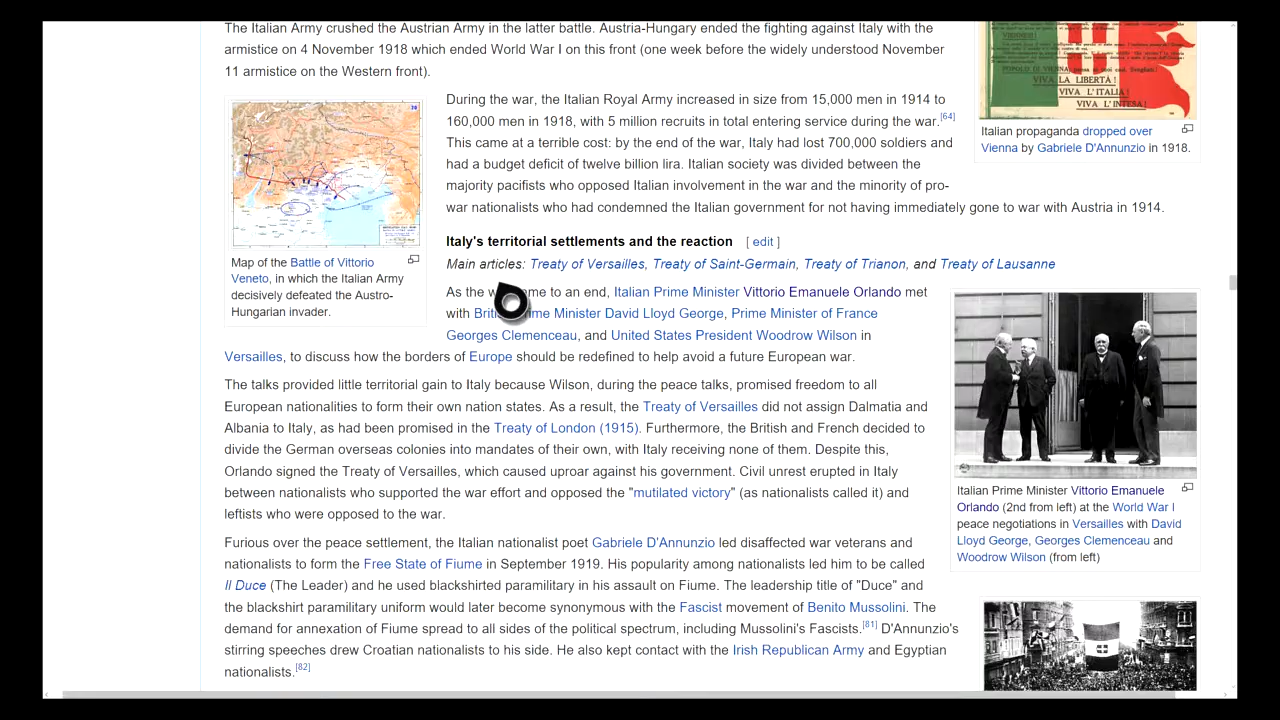 The Italian Army crushed the Austrian Army in the latter battle. Austria-Hungary ended the fighting against Italy with the
armistice on 4 November 1918 which ended World War I on this front (one week before the widely understood November
11 armistice on the Western front).
VIENNESI!
POPOLO DI VIENNA
VIVA LA LIBERTÀ!
VIVA L'ITALIA!
VIVA L'INTESA!
Italian propaganda dropped over
Vienna by Gabriele D'Annunzio in 1918.
Map of the Battle of Vittorio
Veneto, in which the Italian Army
decisively defeated the Austro-
Hungarian invader.
During the war, the Italian Royal Army increased in size from 15,000 men in 1914 to
160,000 men in 1918, with 5 million recruits in total entering service during the war.[64]
This came at a terrible cost: by the end of the war, Italy had lost 700,000 soldiers and
had a budget deficit of twelve billion lira. Italian society was divided between the
majority pacifists who opposed Italian involvement in the war and the minority of pro-
war nationalists who had condemned the Italian government for not having immediately gone to war with Austria in 1914.
Italy's territorial settlements and the reaction [ edit ]
Main articles: Treaty of Versailles, Treaty of Saint-Germain, Treaty of Trianon, and Treaty of Lausanne
As the came to an end, Italian Prime Minister Vittorio Emanuele Orlando met
with British Prime Minister David Lloyd George, Prime Minister of France
Georges Clemenceau, and United States President Woodrow Wilson in
Versailles, to discuss how the borders of Europe should be redefined to help avoid a future European war.
The talks provided little territorial gain to Italy because Wilson, during the peace talks, promised freedom to all
European nationalities to form their own nation states. As a result, the Treaty of Versailles did not assign Dalmatia and
Albania to Italy, as had been promised in the Treaty of London (1915). Furthermore, the British and French decided to
divide the German overseas colonies into mandates of their own, with Italy receiving none of them. Despite this,
Orlando signed the Treaty of Versailles, which caused uproar against his government. Civil unrest erupted in Italy
between nationalists who supported the war effort and opposed the "mutilated victory" (as nationalists called it) and
leftists who were opposed to the war.
Italian Prime Minister Vittorio Emanuele
Orlando (2nd from left) at the World War I
peace negotiations in Versailles with David
Lloyd George, Georges Clemenceau and
Woodrow Wilson (from left)
Furious over the peace settlement, the Italian nationalist poet Gabriele D'Annunzio led disaffected war veterans and
nationalists to form the Free State of Fiume in September 1919. His popularity among nationalists led him to be called
Il Duce (The Leader) and he used blackshirted paramilitary in his assault on Fiume. The leadership title of "Duce" and
the blackshirt paramilitary uniform would later become synonymous with the Fascist movement of Benito Mussolini. The
demand for annexation of Fiume spread to all sides of the political spectrum, including Mussolini's Fascists.[81] D'Annunzio's
stirring speeches drew Croatian nationalists to his side. He also kept contact with the Irish Republican Army and Egyptian
nationalists.[82]